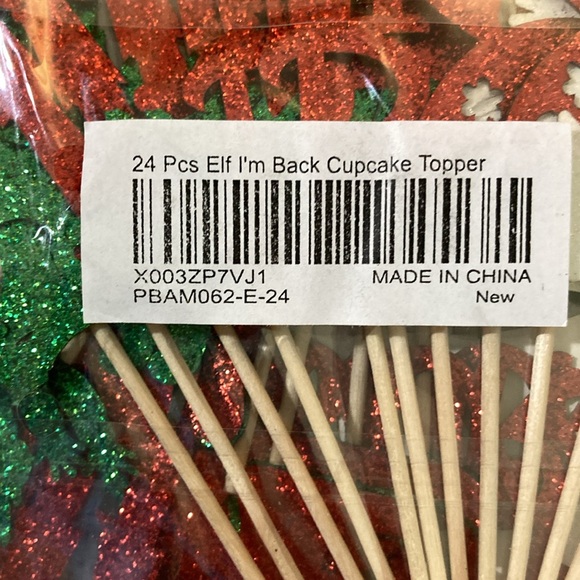 24 Pcs Elf I'm Back Cupcake Topper
X003ZP7VJ1 MADE IN CHINA
PBAM062-E-24 New